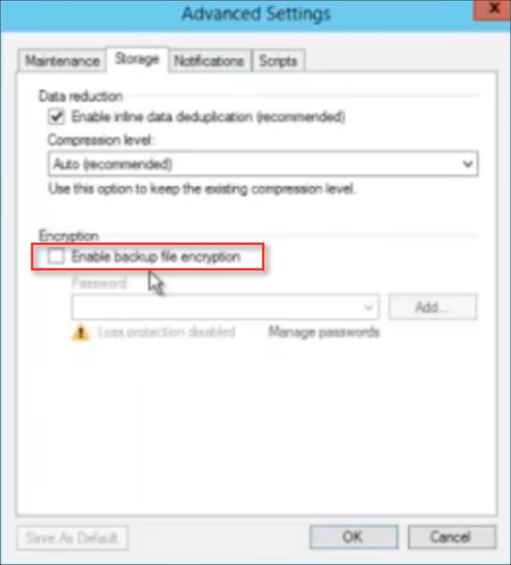 Advanced Settings
x
Maintenance Storage Notifications Scripts
Data reduction
Enable inline data deduplication (recommended)
Compression level:
Auto (recommended)
Use this option to keep the existing compression level.
Encryption
Enable backup file encryption
Password:
Add...
Loss protection disabled Manage passwords
Save As Default OK Cancel